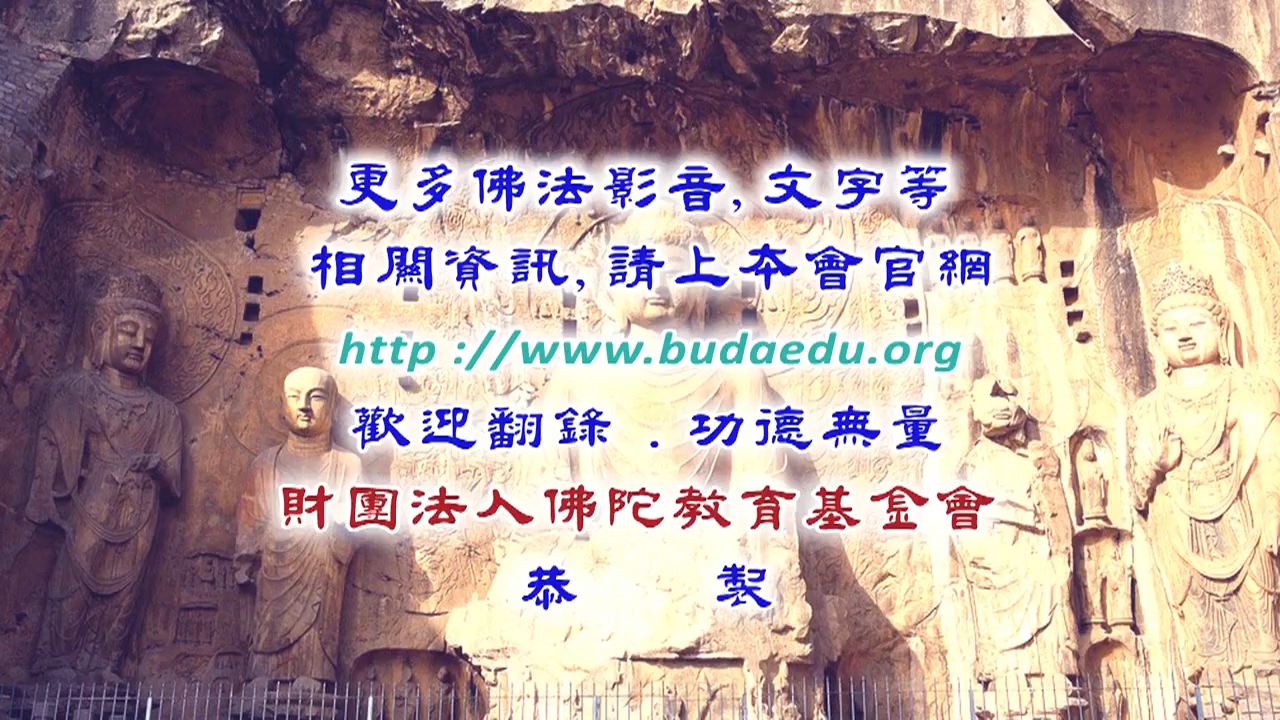 更多佛法影音,文字等
相關資訊,請上本會官網
http ://www.budaedu.org
歡迎翻錄 . 功德無量
財團法人佛陀教育基金會
恭 製